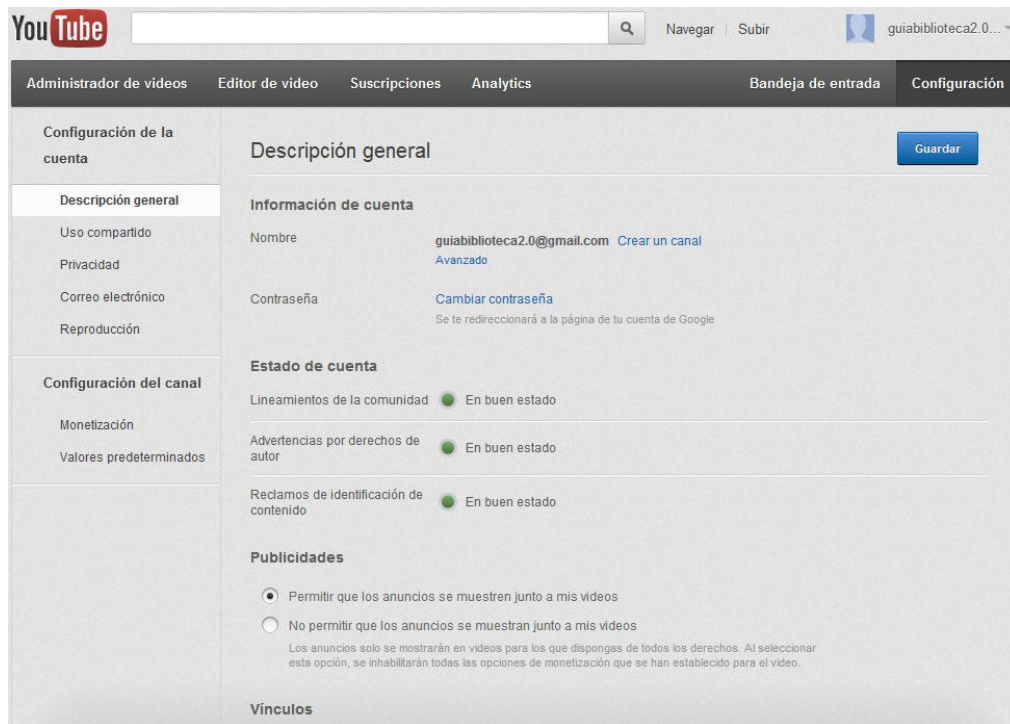 YouTube
Navegar | Subir
guiabiblioteca2.0...
Administrador de videos
Editor de video
Suscripciones
Analytics
Bandeja de entrada
Configuración
Configuración de la
cuenta
Descripción general
Uso compartido
Privacidad
Correo electrónico
Reproducción
Configuración del canal
Monetización
Valores predeterminados
Descripción general
Guardar
Información de cuenta
Nombre
guiabiblioteca2.0@gmail.com Crear un canal
Avanzado
Contraseña
Cambiar contraseña
Se te redireccionará a la página de tu cuenta de Google
Estado de cuenta
Lineamientos de la comunidad En buen estado
Advertencias por derechos de
autor
En buen estado
Reclamos de identificación de
contenido
En buen estado
Publicidades
Permitir que los anuncios se muestren junto a mis videos
No permitir que los anuncios se muestran junto a mis videos
Los anuncios solo se mostrarán en videos para los que dispongas de todos los derechos. Al seleccionar
esta opción, se inhabilitarán todas las opciones de monetización que se han establecido para el video.
Vínculos